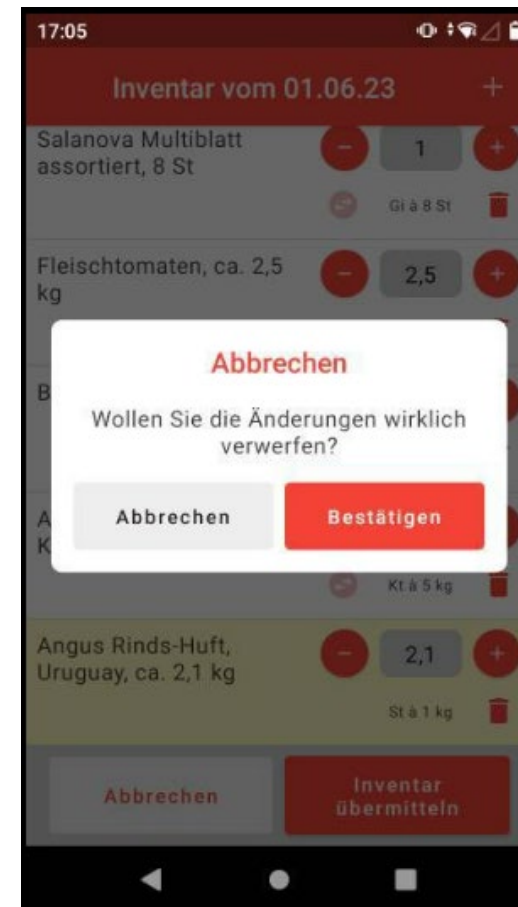 17:05
Inventar vom 01.06.23 +
Salanova Multiblatt
assortiert, 8 St
- 1 +
Gi à 8 St
Fleischtomaten, ca. 2,5
kg
- 2,5 +
B
Abbrechen
Wollen Sie die Änderungen wirklich
verwerfen?
Abbrechen
Bestätigen
A
K
Kt à 5 kg
Angus Rinds-Huft,
Uruguay, ca. 2,1 kg
- 2,1 +
St à 1 kg
Abbrechen
Inventar
übermitteln